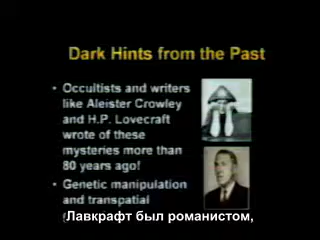 Dark Hints from the Past
• Occultists and writers
like Aleister Crowley
and H.P. Lovecraft
wrote of these
mysteries more than
80 years ago!
• Genetic manipulation
and transpatial
Лавкрафт был романистом,